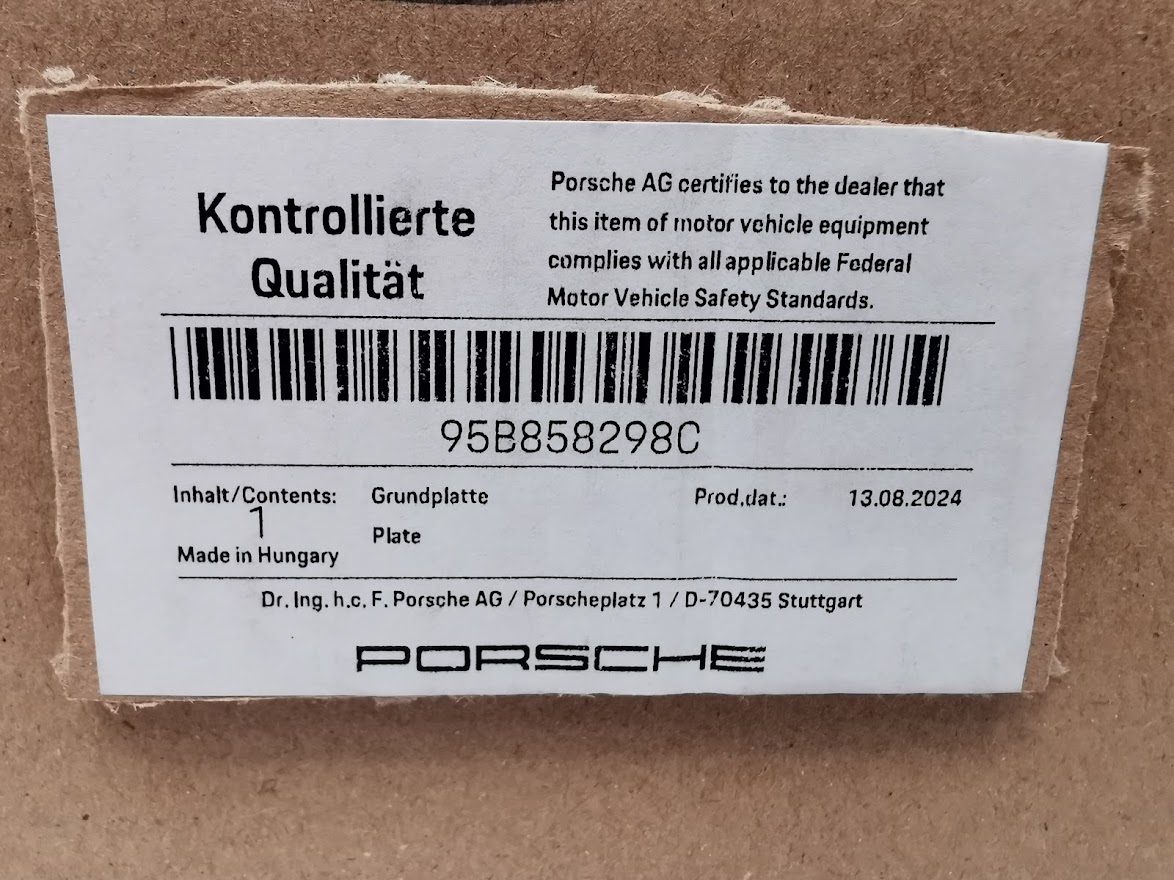 Kontrollierte
Qualität
Porsche AG certifies to the dealer that
this item of motor vehicle equipment
complies with all applicable Federal
Motor Vehicle Safety Standards.
95B858298C
Inhalt/Contents: Grundplatte Prod.dat.: 13.08.2024
1
Plate
Made in Hungary
Dr. Ing. h.c. F. Porsche AG / Porscheplatz 1 / D-70435 Stuttgart
PORSCHE